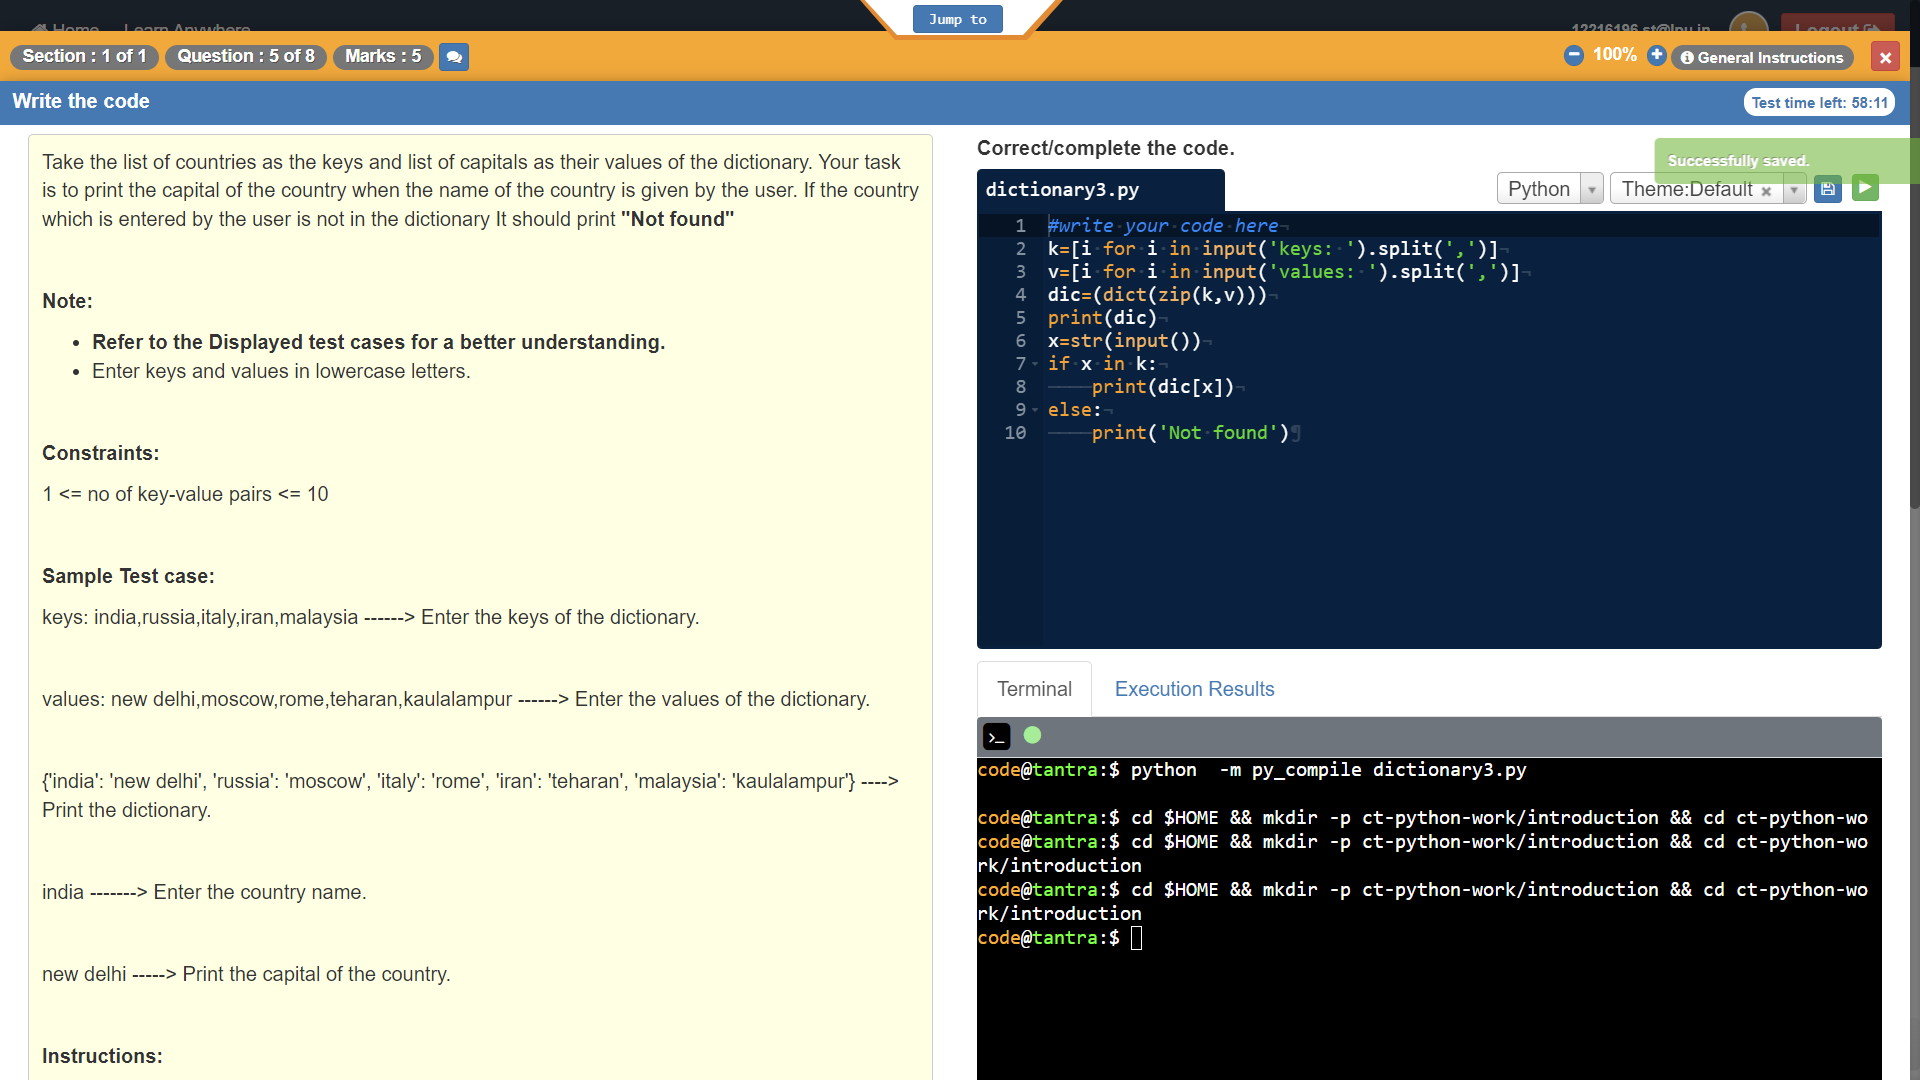 Jump to
Home Learn Anywhere
12216196.st@lpu.in
Logout
Section : 1 of 1
Question : 5 of 8
Marks : 5
100%
General Instructions
Write the code
Test time left: 58:11
Take the list of countries as the keys and list of capitals as their values of the dictionary. Your task
is to print the capital of the country when the name of the country is given by the user. If the country
which is entered by the user is not in the dictionary It should print "Not found"
Note:
• Refer to the Displayed test cases for a better understanding.
• Enter keys and values in lowercase letters.
Constraints:
1 <= no of key-value pairs <= 10
Sample Test case:
keys: india,russia,italy,iran,malaysia ------> Enter the keys of the dictionary.
values: new delhi,moscow,rome,teharan,kaulalampur ------> Enter the values of the dictionary.
{'india': 'new delhi', 'russia': 'moscow', 'italy': 'rome', 'iran': 'teharan', 'malaysia': 'kaulalampur'} ---->
Print the dictionary.
india -------> Enter the country name.
new delhi -----> Print the capital of the country.
Instructions:
Correct/complete the code.
Successfully saved.
dictionary3.py
Python
Theme:Default
1 #write your code here
2 k=[i for i in input('keys: ').split(',')]
3 v=[i for i in input('values: ').split(',')]
4 dic=(dict(zip(k,v)))
5 print(dic)
6 x=str(input())
7 if x in k:
8     print(dic[x])
9 else:
10     print('Not found')
Terminal
Execution Results
code@tantra:$ python  -m py_compile dictionary3.py
code@tantra:$ cd $HOME && mkdir -p ct-python-work/introduction && cd ct-python-wo
code@tantra:$ cd $HOME && mkdir -p ct-python-work/introduction && cd ct-python-wo
rk/introduction
code@tantra:$ cd $HOME && mkdir -p ct-python-work/introduction && cd ct-python-wo
rk/introduction
code@tantra:$